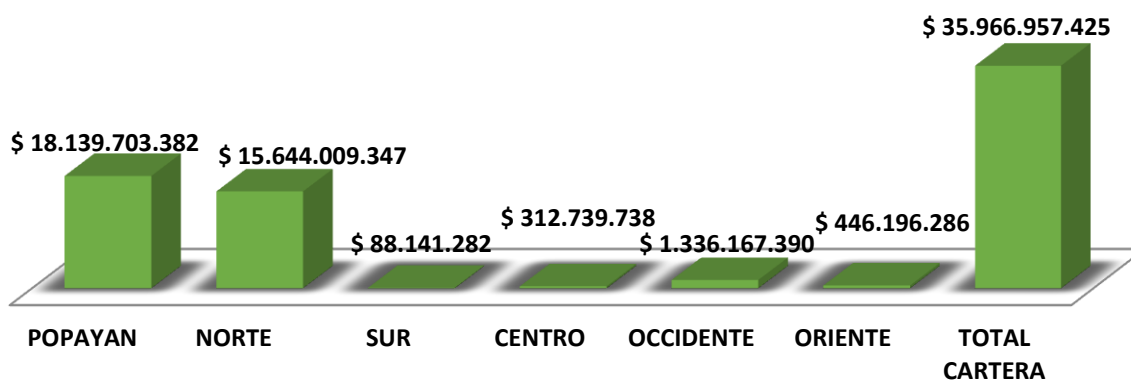 $ 35.966.957.425
$ 18.139.703.382
$ 15.644.009.347
$ 88.141.282
$ 312.739.738
$ 1.336.167.390
$ 446.196.286
POPAYAN
NORTE
SUR
CENTRO
OCCIDENTE
ORIENTE
TOTAL
CARTERA